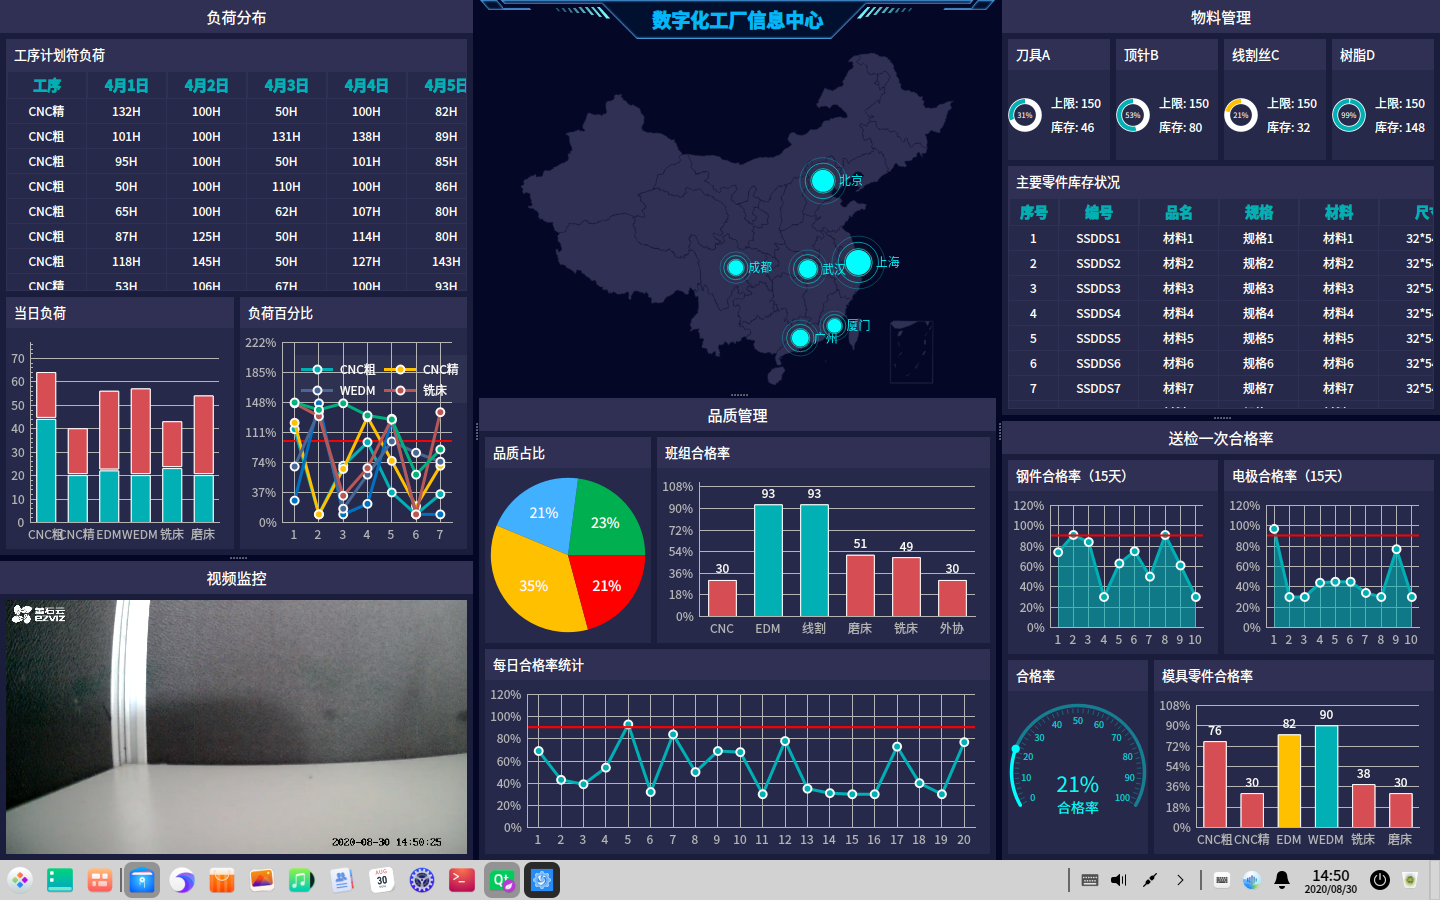 负荷分布
工序计划符负荷
工序 4月1日 4月2日 4月3日 4月4日 4月5日
CNC精 132H 100H 50H 100H 82H
CNC粗 101H 100H 131H 138H 89H
CNC粗 95H 100H 50H 101H 85H
CNC粗 50H 100H 110H 100H 86H
CNC粗 65H 100H 62H 107H 80H
CNC粗 87H 125H 50H 114H 80H
CNC粗 118H 145H 50H 127H 143H
CNC精 53H 106H 67H 100H 93H
当日负荷
70
60
50
40
30
20
10
0
CNC粗 CNC精 EDM WEDM 铣床 磨床
负荷百分比
222%
185%
148%
111%
74%
37%
0%
CNC粗 CNC精
WEDM 铣床
1 2 3 4 5 6 7
视频监控
萤石云
ezviz
2020-08-30 14:50:25
数字化工厂信息中心
北京
成都
武汉
上海
厦门
广州
品质管理
品质占比
21%
23%
35%
21%
班组合格率
108%
90%
72%
54%
36%
18%
0%
30 93 93 51 49 30
CNC EDM 线割 磨床 铣床 外协
每日合格率统计
120%
100%
80%
60%
40%
20%
0%
1 2 3 4 5 6 7 8 9 10 11 12 13 14 15 16 17 18 19 20
物料管理
刀具A
31%
上限: 150
库存: 46
顶针B
53%
上限: 150
库存: 80
线割丝C
21%
上限: 150
库存: 32
树脂D
99%
上限: 150
库存: 148
主要零件库存状况
序号 编号 品名 规格 材料
1 SSDDS1 材料1 规格1 材料1 32*5
2 SSDDS2 材料2 规格2 材料2 32*5
3 SSDDS3 材料3 规格3 材料3 32*5
4 SSDDS4 材料4 规格4 材料4 32*5
5 SSDDS5 材料5 规格5 材料5 32*5
6 SSDDS6 材料6 规格6 材料6 32*5
7 SSDDS7 材料7 规格7 材料7 32*5
送检一次合格率
钢件合格率（15天）
120%
100%
80%
60%
40%
20%
0%
1 2 3 4 5 6 7 8 9 10
电极合格率（15天）
120%
100%
80%
60%
40%
20%
0%
1 2 3 4 5 6 7 8 9 10
合格率
0 10 20 30 40 50 60 70 80 90 100
21%
合格率
模具零件合格率
108%
90%
72%
54%
36%
18%
0%
76 30 82 90 38 30
CNC粗 CNC精 EDM WEDM 铣床 磨床
AUG
30
Qt
14:50
2020/08/30